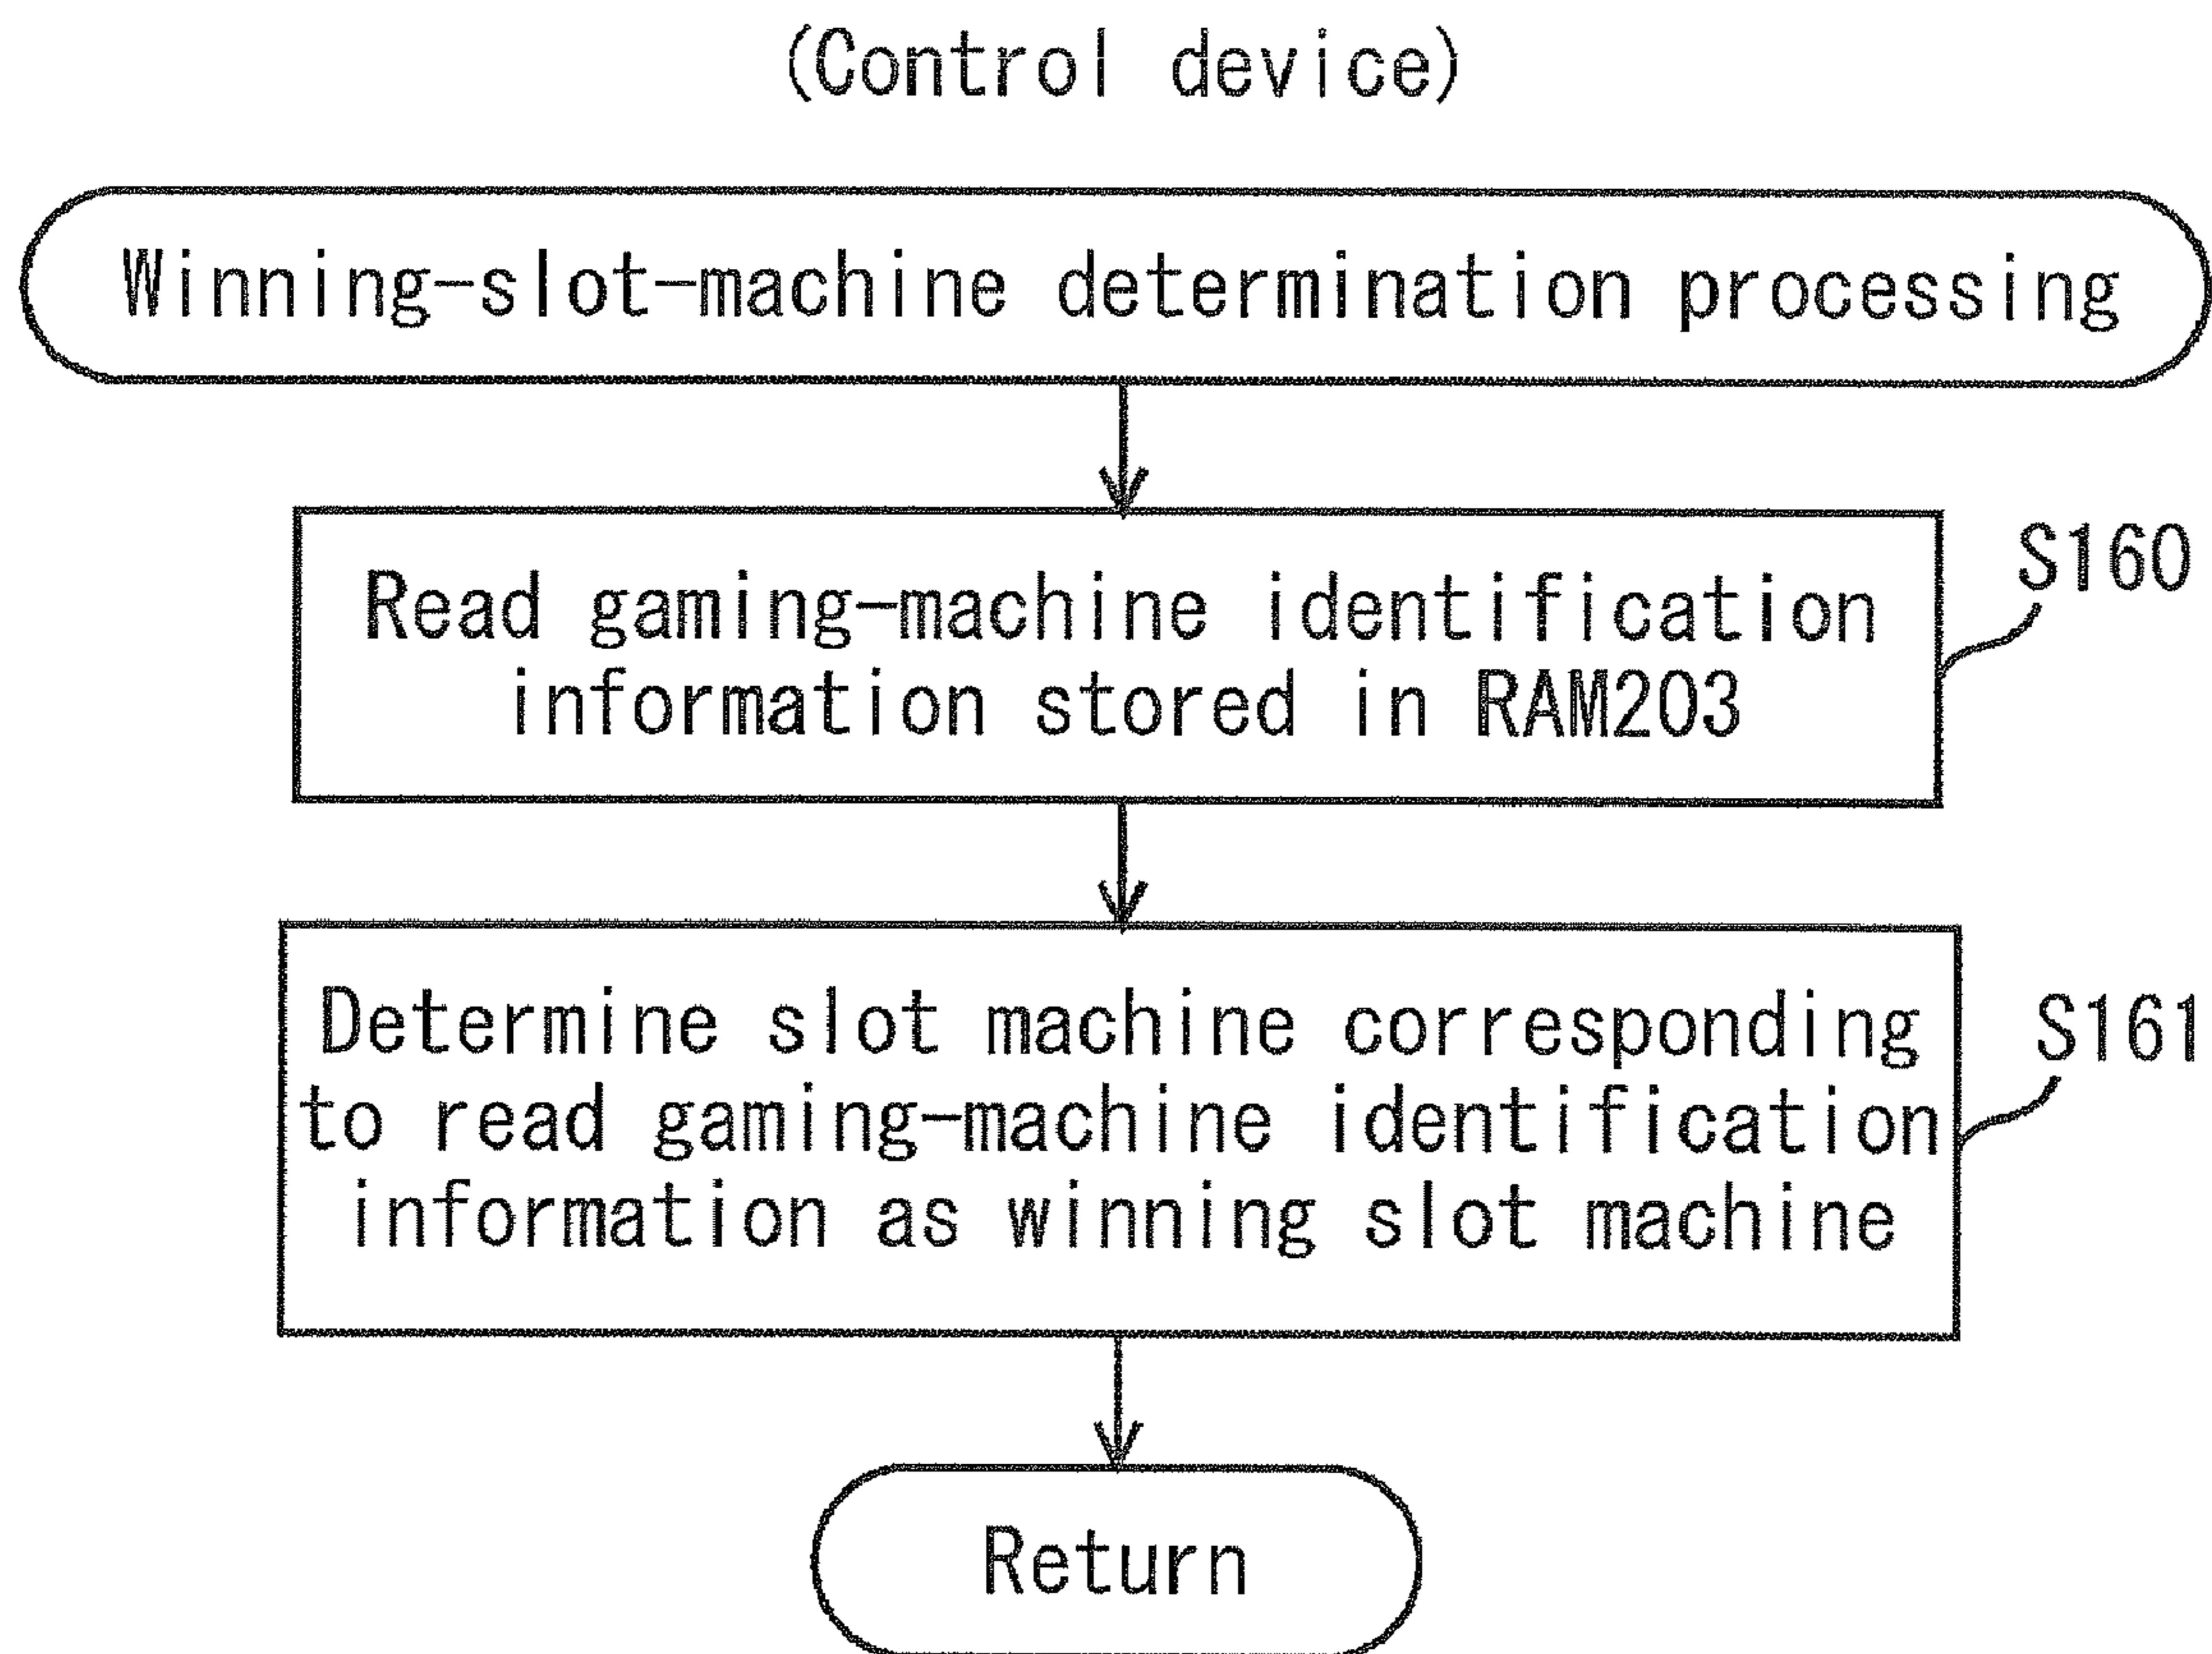 (Control device)
Winning-slot-machine determination processing
S160
Read gaming-machine identification
information stored in RAM203
Determine slot machine corresponding
S161
to read gaming-machine identification
information as winning slot machine
Return